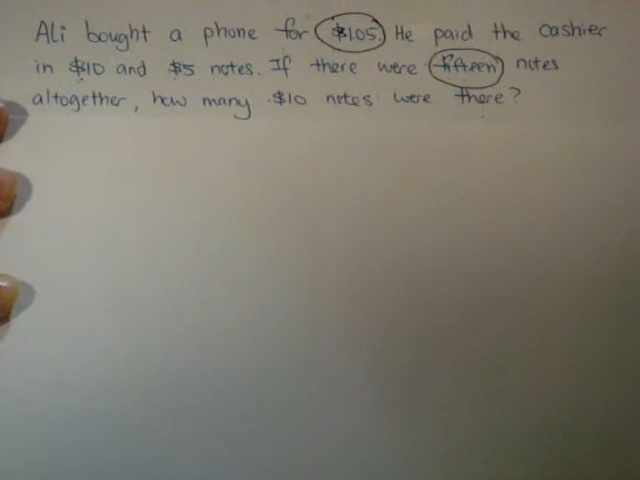 Ali bought a phone for $105. He paid the cashier
in $10 and $5 notes. If there were fifteen notes
altogether, how many $10 notes were there?